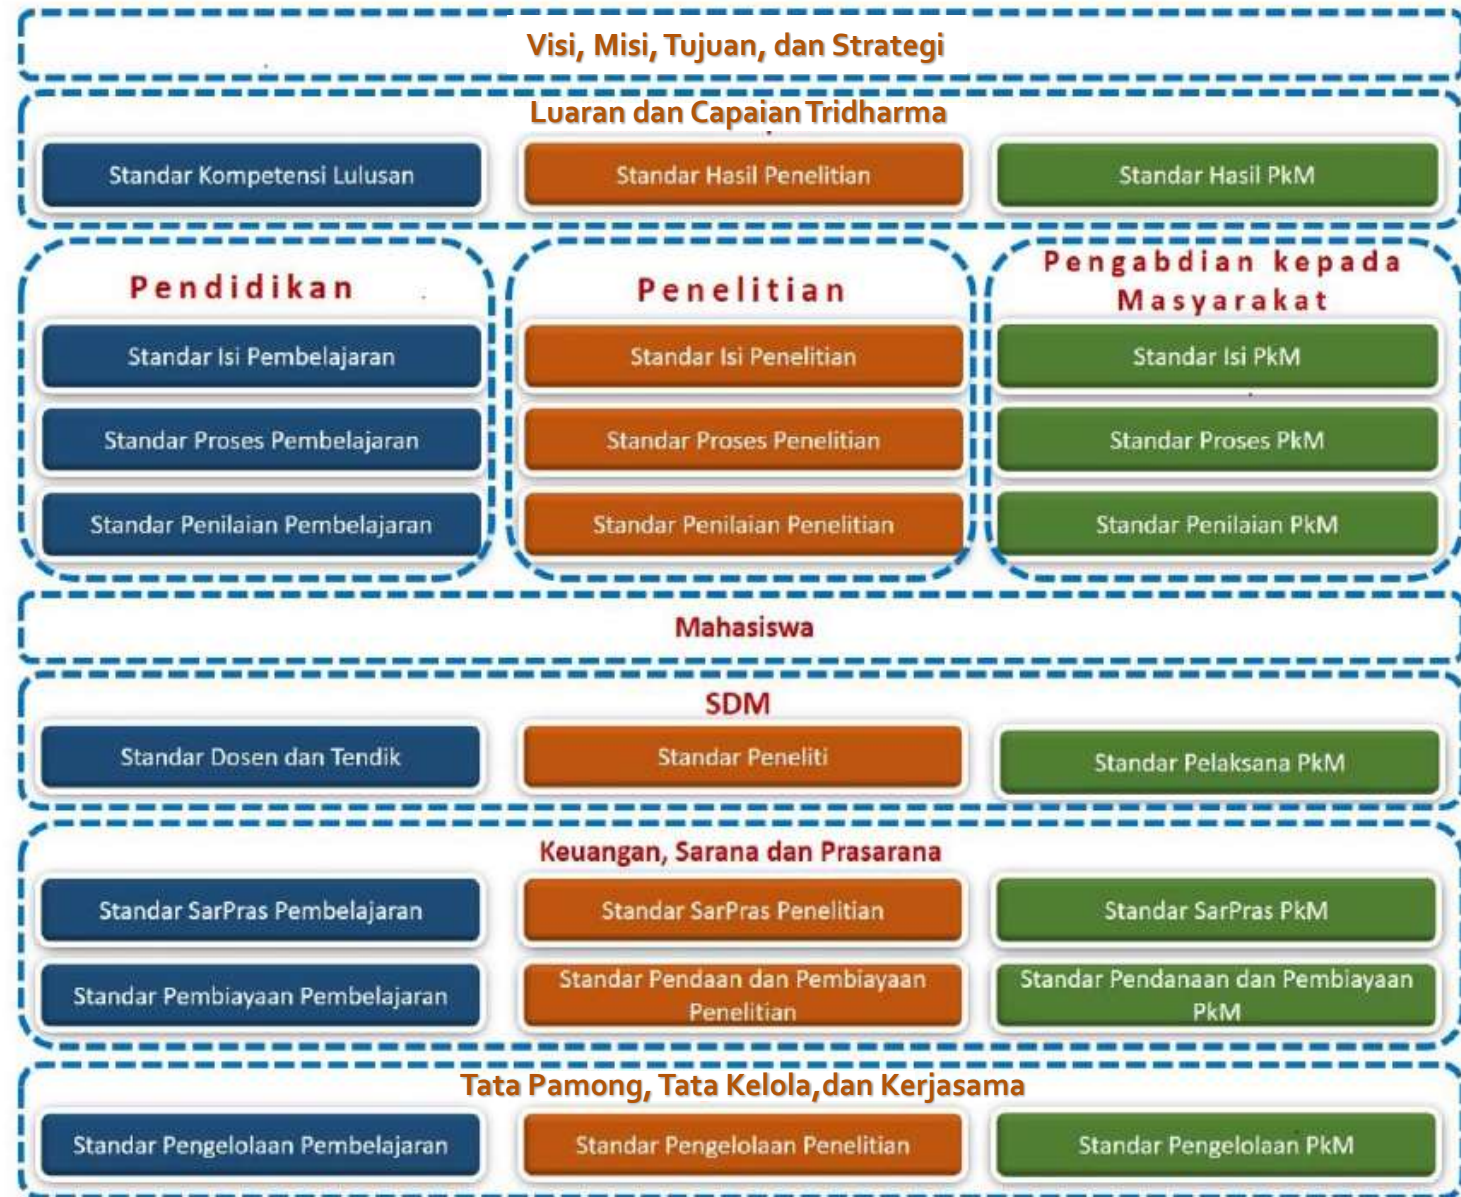 Visi, Misi, Tujuan, dan Strategi
Luaran dan Capaian Tridharma
Standar Kompetensi Lulusan
Standar Hasil Penelitian
Standar Hasil PkM
Pendidikan
Penelitian
Pengabdian kepada
Masyarakat
Standar Isi Pembelajaran
Standar Isi Penelitian
Standar Isi PkM
Standar Proses Pembelajaran
Standar Proses Penelitian
Standar Proses PkM
Standar Penilaian Pembelajaran
Standar Penilaian Penelitian
Standar Penilaian PkM
Mahasiswa
SDM
Standar Dosen dan Tendik
Standar Peneliti
Standar Pelaksana PkM
Keuangan, Sarana dan Prasarana
Standar SarPras Pembelajaran
Standar SarPras Penelitian
Standar SarPras PkM
Standar Pembiayaan Pembelajaran
Standar Pendaan dan Pembiayaan
Penelitian
Standar Pendanaan dan Pembiayaan
PkM
Tata Pamong, Tata Kelola,dan Kerjasama
Standar Pengelolaan Pembelajaran
Standar Pengelolaan Penelitian
Standar Pengelolaan PkM